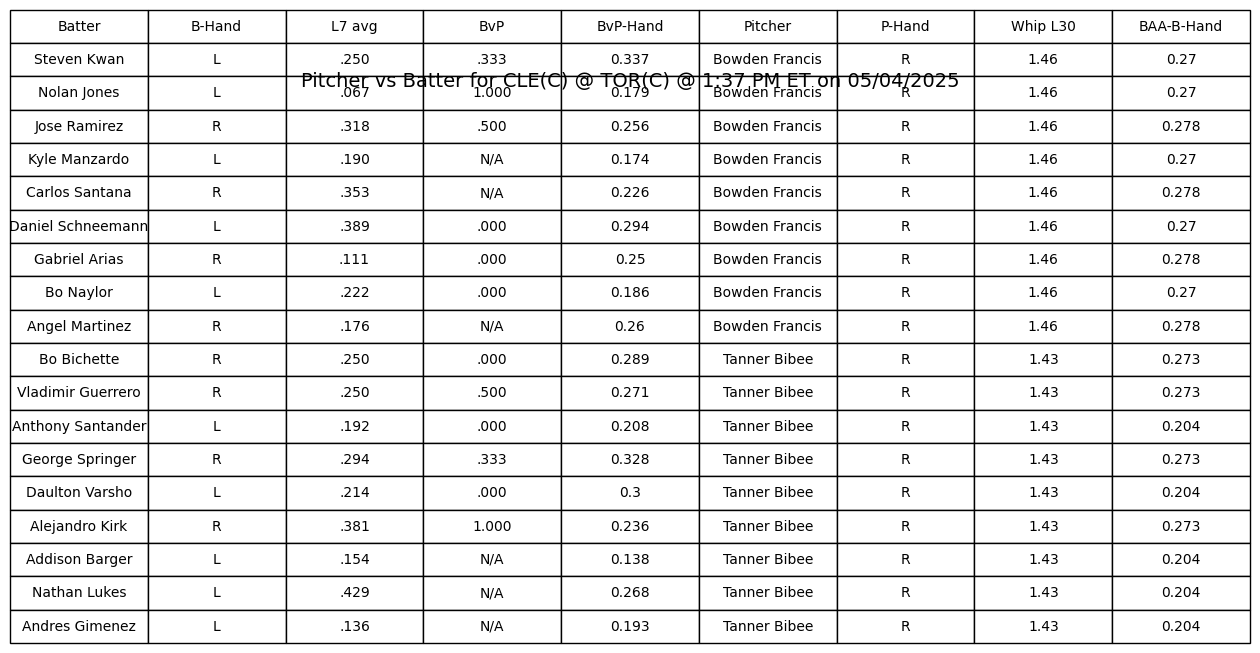 Batter B-Hand L7 avg BvP BvP-Hand Pitcher P-Hand Whip L30 BAA-B-Hand
Steven Kwan L .250 .333 0.337 Bowden Francis R 1.46 0.27
Pitcher vs Batter for CLE(C) @ TOR(C) @ 1:37 PM ET on 05/04/2025
Nolan Jones L .067 1.000 0.179 Bowden Francis R 1.46 0.27
Jose Ramirez R .318 .500 0.256 Bowden Francis R 1.46 0.278
Kyle Manzardo L .190 N/A 0.174 Bowden Francis R 1.46 0.27
Carlos Santana R .353 N/A 0.226 Bowden Francis R 1.46 0.278
Daniel Schneemann L .389 .000 0.294 Bowden Francis R 1.46 0.27
Gabriel Arias R .111 .000 0.25 Bowden Francis R 1.46 0.278
Bo Naylor L .222 .000 0.186 Bowden Francis R 1.46 0.27
Angel Martinez R .176 N/A 0.26 Bowden Francis R 1.46 0.278
Bo Bichette R .250 .000 0.289 Tanner Bibee R 1.43 0.273
Vladimir Guerrero R .250 .500 0.271 Tanner Bibee R 1.43 0.273
Anthony Santander L .192 .000 0.208 Tanner Bibee R 1.43 0.204
George Springer R .294 .333 0.328 Tanner Bibee R 1.43 0.273
Daulton Varsho L .214 .000 0.3 Tanner Bibee R 1.43 0.204
Alejandro Kirk R .381 1.000 0.236 Tanner Bibee R 1.43 0.273
Addison Barger L .154 N/A 0.138 Tanner Bibee R 1.43 0.204
Nathan Lukes L .429 N/A 0.268 Tanner Bibee R 1.43 0.204
Andres Gimenez L .136 N/A 0.193 Tanner Bibee R 1.43 0.204